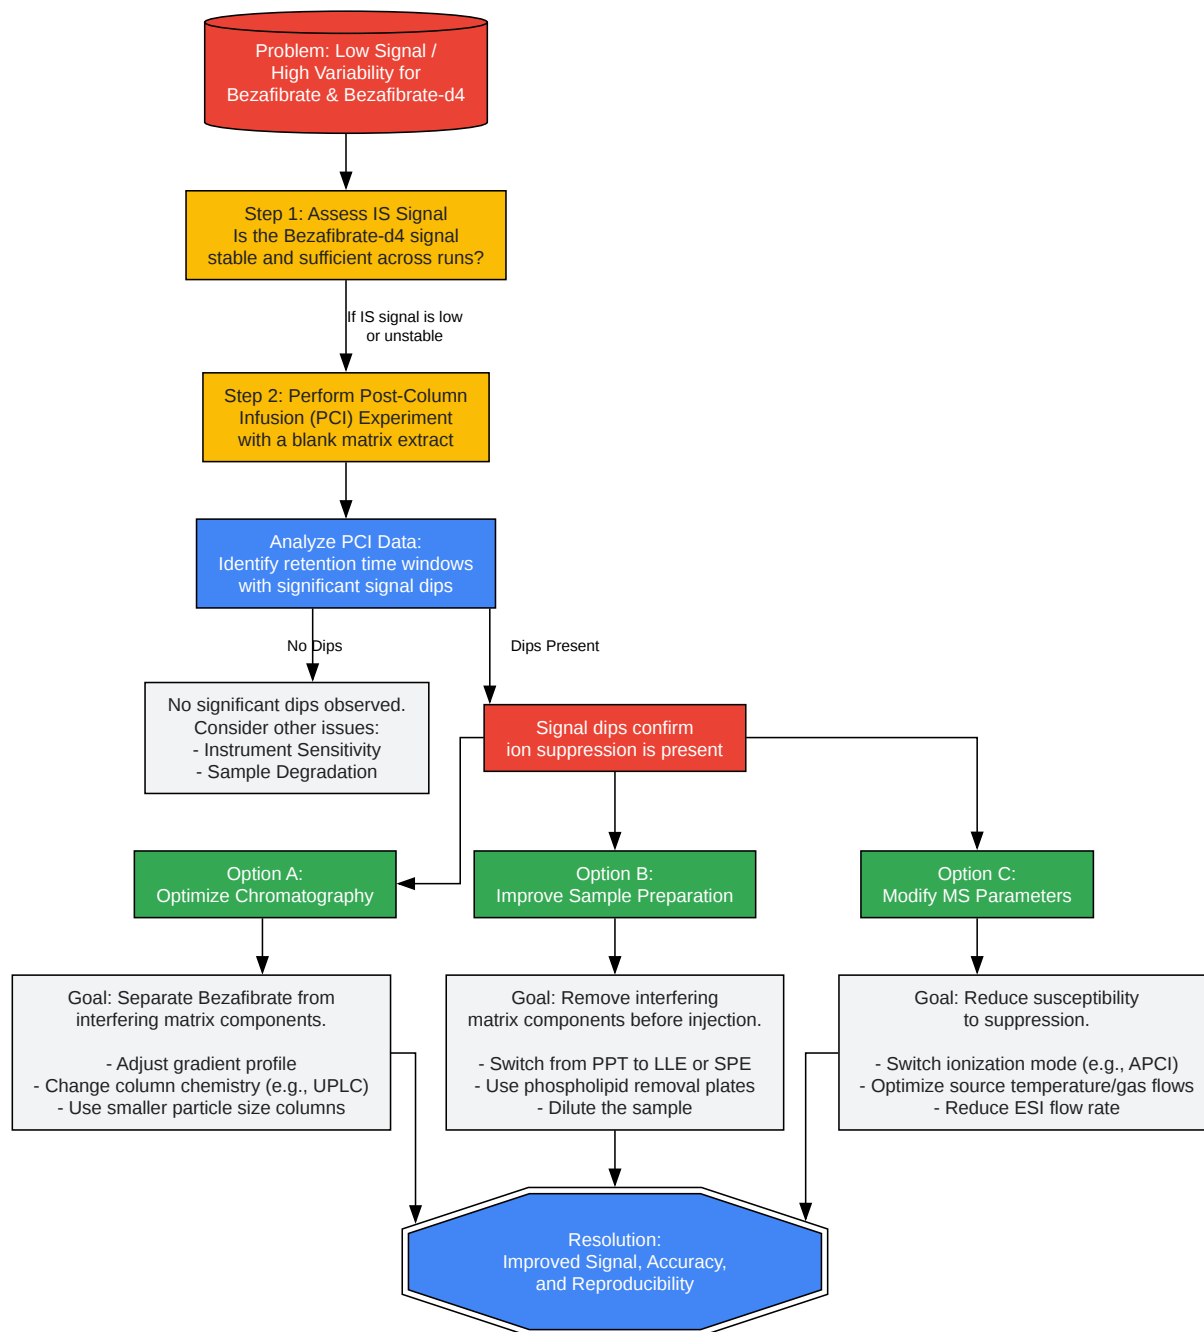 Problem: Low Signal /
High Variability for
Bezafibrate & Bezafibrate-d4
Step 1: Assess IS Signal
Is the Bezafibrate-d4 signal
stable and sufficient across runs?
If IS signal is low
or unstable
Step 2: Perform Post-Column
Infusion (PCI) Experiment
with a blank matrix extract
Analyze PCI Data:
Identify retention time windows
with significant signal dips
No Dips
Dips Present
No significant dips observed.
Consider other issues:
- Instrument Sensitivity
- Sample Degradation
Signal dips confirm
ion suppression is present
Option A:
Optimize Chromatography
Option B:
Improve Sample Preparation
Option C:
Modify MS Parameters
Goal: Separate Bezafibrate from
interfering matrix components.
- Adjust gradient profile
- Change column chemistry (e.g., UPLC)
- Use smaller particle size columns
Goal: Remove interfering
matrix components before injection.
- Switch from PPT to LLE or SPE
- Use phospholipid removal plates
- Dilute the sample
Goal: Reduce susceptibility
to suppression.
- Switch ionization mode (e.g., APCI)
- Optimize source temperature/gas flows
- Reduce ESI flow rate
Resolution:
Improved Signal, Accuracy,
and Reproducibility